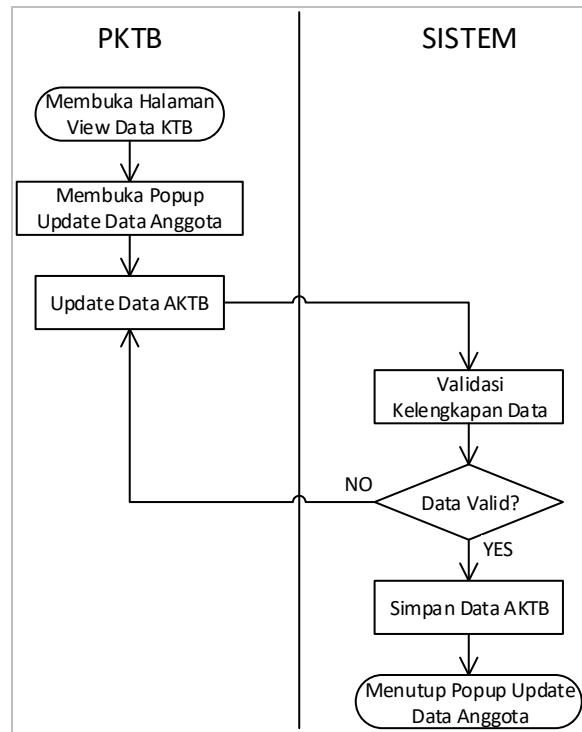 PKTB
SISTEM
Membuka Halaman
View Data KTB
Membuka Popup
Update Data Anggota
Update Data AKTB
Validasi
Kelengkapan Data
NO
Data Valid?
YES
Simpan Data AKTB
Menutup Popup Update
Data Anggota